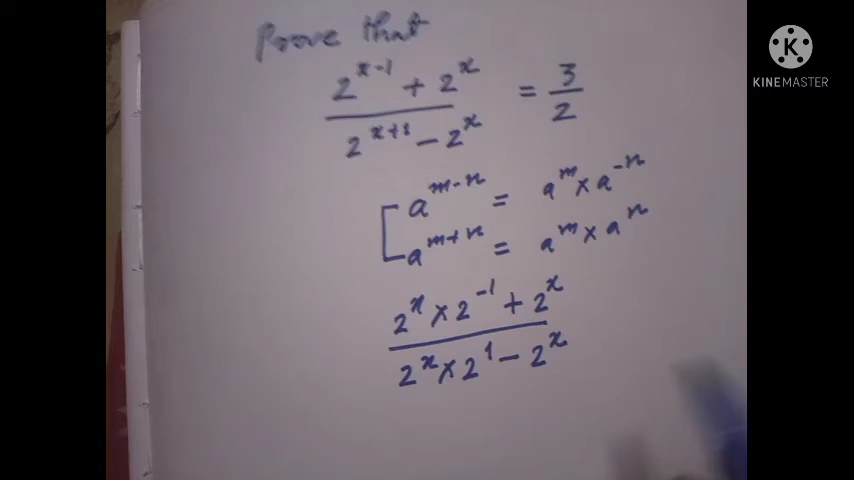 Prove that
2^{x-1} + 2^x / 2^{x+1} - 2^x = 3/2
a^{m-n} = a^m × a^{-n}
a^{m+n} = a^m × a^n
2^x × 2^{-1} + 2^x / 2^x × 2^1 - 2^x
K
KINEMASTER